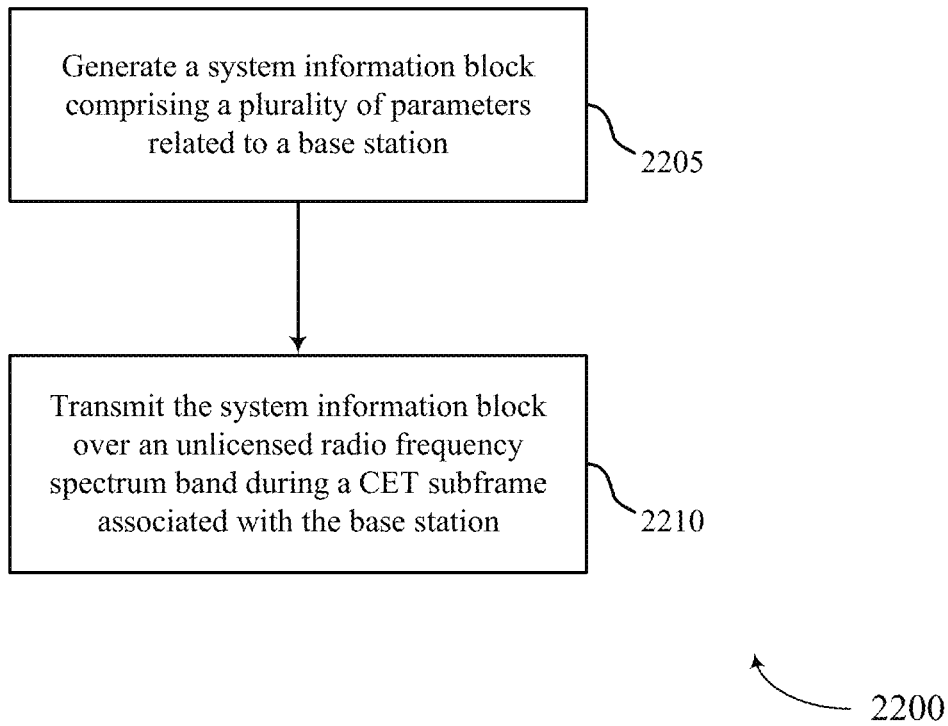 Generate a system information block
comprising a plurality of parameters
related to a base station
2205
Transmit the system information block
over an unlicensed radio frequency
spectrum band during a CET subframe
associated with the base station
2210
2200